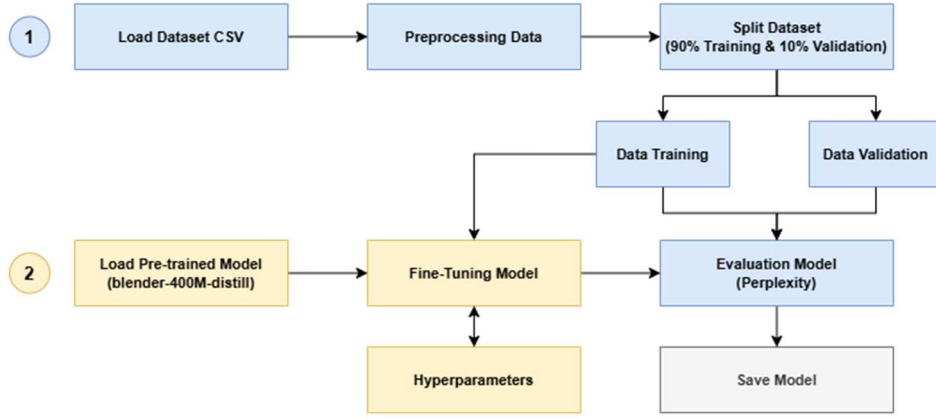 1
Load Dataset CSV
Preprocessing Data
Split Dataset
(90% Training & 10% Validation)
Data Training
Data Validation
2
Load Pre-trained Model
(blender-400M-distill)
Fine-Tuning Model
Evaluation Model
(Perplexity)
Hyperparameters
Save Model